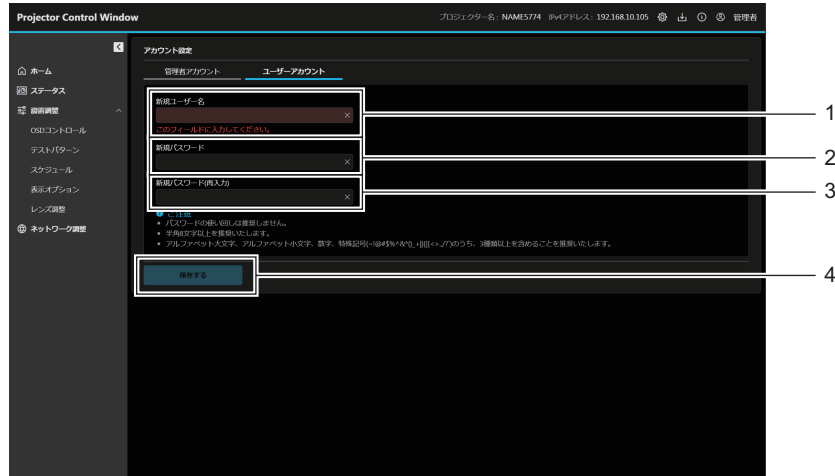 Projector Control Window
プロジェクター名: NAME5774 IPv4アドレス: 192.168.10.105 管理者
アカウント設定
ホーム
ステータス
設置調整
OSDコントロール
テストパターン
スケジュール
表示オプション
レンズ調整
ネットワーク調整
管理者アカウント ユーザーアカウント
新規ユーザー名
このフィールドに入力してください。
新規パスワード
新規パスワード(再入力)
ご注意
• パスワードの使い回しは推奨しません。
• 半角8文字以上を推奨いたします。
• アルファベット大文字、アルファベット小文字、数字、特殊記号(~!@#$%^&*()_+|{}[]<>,./?)のうち、3種類以上を含めることを推奨いたします。
保存する
1
2
3
4